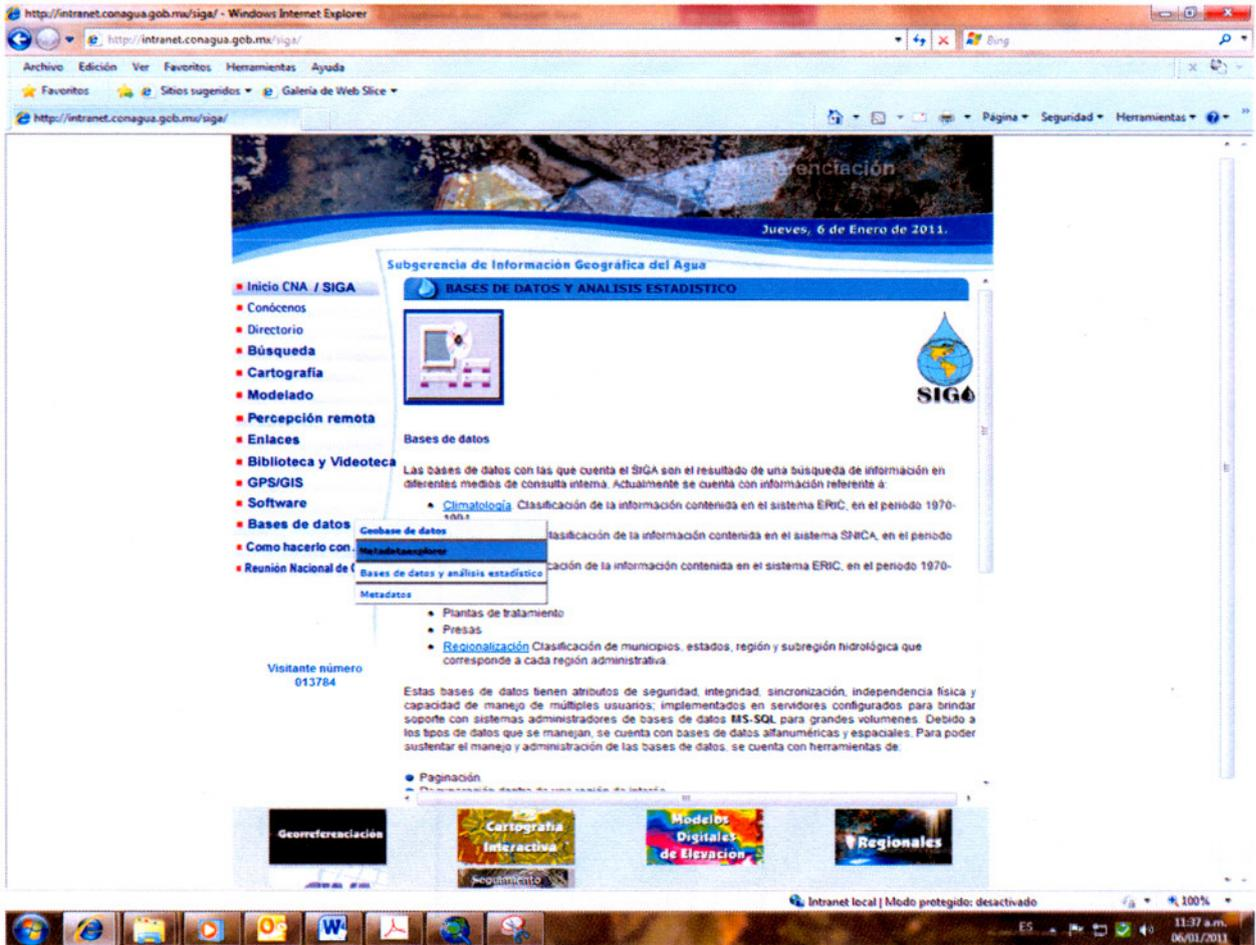 http://intranet.conagua.gob.mx/siga/ - Windows Internet Explorer
http://intranet.conagua.gob.mx/siga/
Bing
Archivo Edición Ver Favoritos Herramientas Ayuda
Favoritos Sitios sugeridos Galería de Web Slice
http://intranet.conagua.gob.mx/siga/
Página Seguridad Herramientas
Jueves, 6 de Enero de 2011.
Subgerencia de Información Geográfica del Agua
Inicio CNA / SIGA
Conócenos
Directorio
Búsqueda
Cartografía
Modelado
Percepción remota
Enlaces
Biblioteca y Videoteca
GPS/GIS
Software
Bases de datos
Como hacerlo con
Reunión Nacional de
Geobase de datos
Metadataexplorer
Bases de datos y análisis estadístico
Metadatos
Visitante número
013784
BASES DE DATOS Y ANALISIS ESTADISTICO
SIGA
Bases de datos
Las bases de datos con las que cuenta el SIGA son el resultado de una búsqueda de información en
diferentes medios de consulta interna. Actualmente se cuenta con información referente á:
Climatología. Clasificación de la información contenida en el sistema ERIC, en el periodo 1970-
lasificación de la información contenida en el sistema SNICA, en el periodo
cación de la información contenida en el sistema ERIC, en el periodo 1970-
Plantas de tratamiento
Presas
Regionalización Clasificación de municipios, estados, región y subregión hidrológica que
corresponde a cada región administrativa.
Estas bases de datos tienen atributos de seguridad, integridad, sincronización, independencia física y
capacidad de manejo de múltiples usuarios; implementados en servidores configurados para brindar
soporte con sistemas administradores de bases de datos MS-SQL para grandes volumenes. Debido a
los tipos de datos que se manejan, se cuenta con bases de datos alfanuméricas y espaciales. Para poder
sustentar el manejo y administración de las bases de datos, se cuenta con herramientas de:
Paginación
Georreferenciación
Cartografía
Interactiva
Modelos
Digitales
de Elevación
Regionales
Seguimiento
Intranet local | Modo protegido: desactivado
100%
ES
11:37 a.m.
06/01/2011